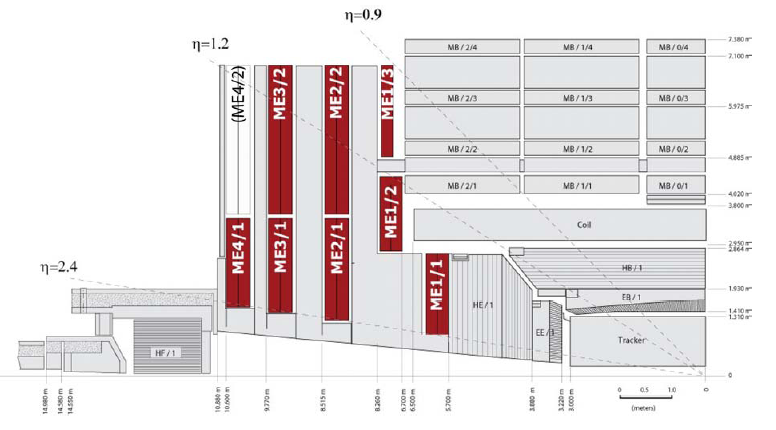 η=0.9
η=1.2
η=2.4
(ME4/2)
ME3/2
ME2/2
ME1/3
MB / 2/4
MB / 1/4
MB / 0/4
MB / 2/3
MB / 1/3
MB / 0/3
MB / 2/2
MB / 1/2
MB / 0/2
MB / 2/1
MB / 1/1
MB / 0/1
ME1/2
ME4/1
ME3/1
ME2/1
ME1/1
Coil
HB / 1
EB / 1
HE / 1
EE / 1
Tracker
HF / 1
7.380 m
7.100 m
5.975 m
4.885 m
4.020 m
3.800 m
2.950 m
2.864 m
1.930 m
1.310 m
0
14.980 m
14.560 m
14.550 m
10.600 m
9.770 m
8.515 m
8.260 m
6.700 m
6.500 m
5.700 m
3.880 m
3.220 m
3.000 m
0 0.5 1.0
(meters)
0